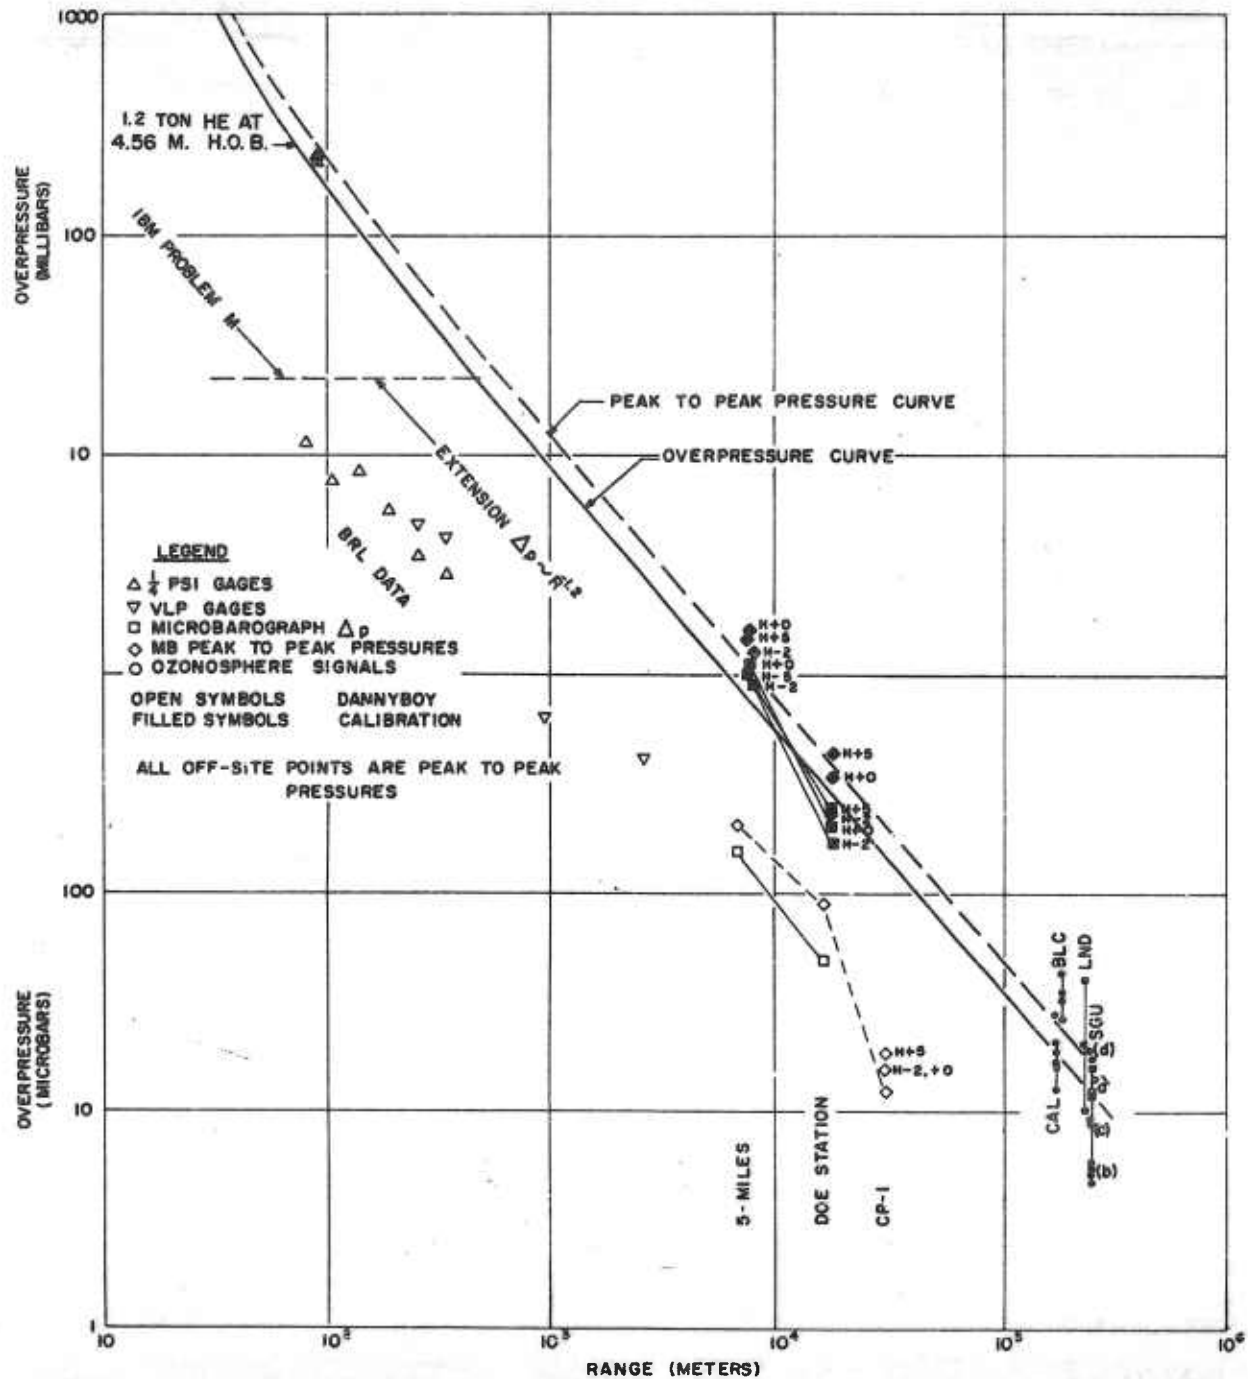 1000
1.2 TON HE AT
4.56 M. H.O.B.
OVERPRESSURE
(MILLIBARS)
100
IBM PROBLEM M
PEAK TO PEAK PRESSURE CURVE
10
OVERPRESSURE CURVE
EXTENSION Δp~R-1.2
BRL DATA
LEGEND
△ 1/4 PSI GAGES
▽ VLP GAGES
□ MICROBAROGRAPH Δp
◇ MB PEAK TO PEAK PRESSURES
○ OZONOSPHERE SIGNALS
OPEN SYMBOLS DANNYBOY
FILLED SYMBOLS CALIBRATION
ALL OFF-SITE POINTS ARE PEAK TO PEAK
PRESSURES
H+0
H+5
H-2
H+0
H-2
H+5
H+0
H-2
100
OVERPRESSURE
(MICROBARS)
BLC
LND
SGU
(d)
CAL
(b)
H+5
H-2,+0
10
5-MILES
DOE STATION
CP-1
1
10
10²
10³
10⁴
10⁵
10⁶
RANGE (METERS)